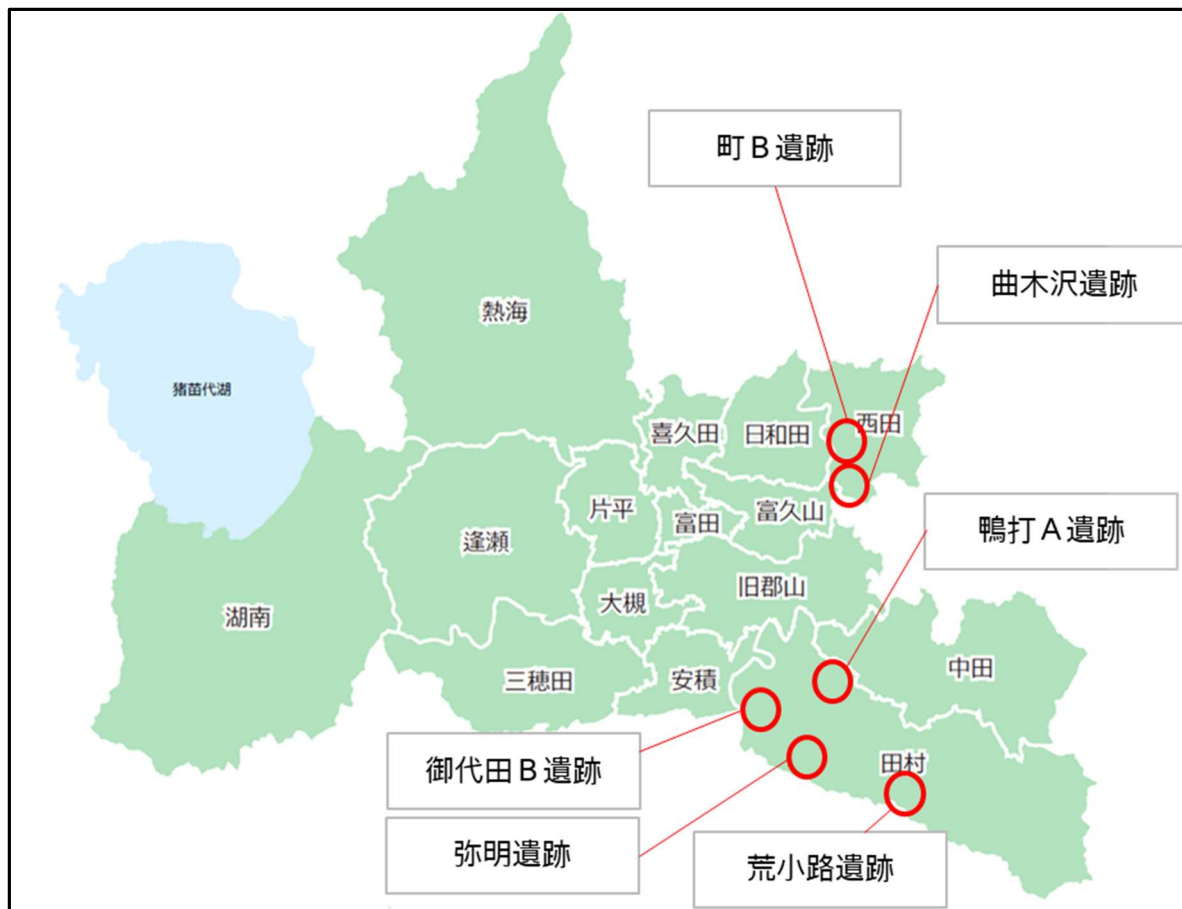 町Ｂ遺跡
曲木沢遺跡
熱海
猪苗代湖
喜久田
日和田
西田
片平
富田
富久山
鴨打Ａ遺跡
逢瀬
大槻
旧郡山
湖南
三穂田
安積
中田
御代田Ｂ遺跡
田村
弥明遺跡
荒小路遺跡